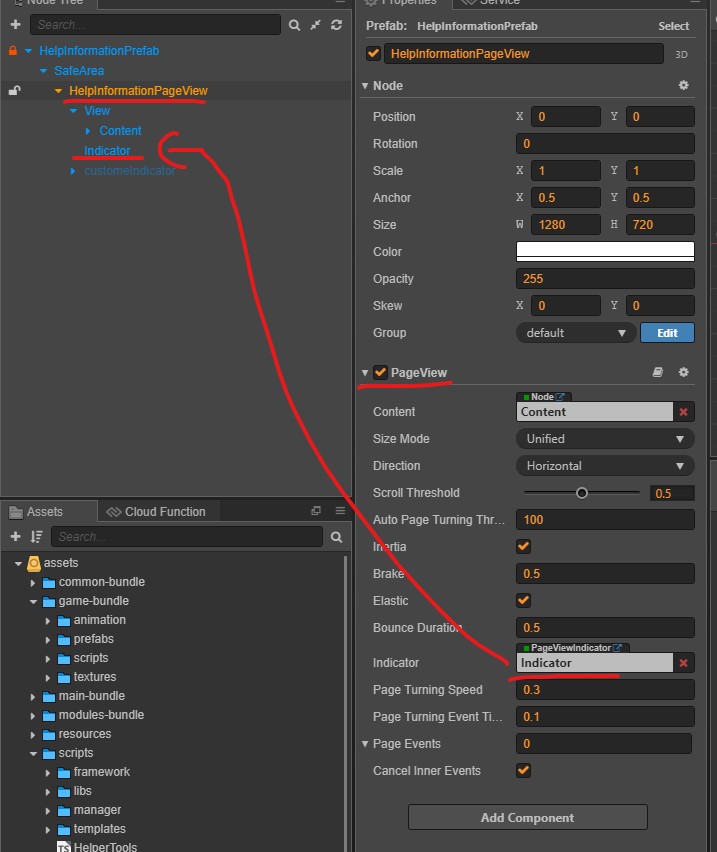 Node Tree
Search...
HelpInformationPrefab
SafeArea
HelpInformationPageView
View
Content
Indicator
customeIndicator
Assets
Cloud Function
Search...
assets
common-bundle
game-bundle
animation
prefabs
scripts
textures
main-bundle
modules-bundle
resources
scripts
framework
libs
manager
templates
TS HelperTools
Properties
Service
Prefab: HelpInformationPrefab Select
HelpInformationPageView 3D
Node
Position X 0 Y 0
Rotation 0
Scale X 1 Y 1
Anchor X 0.5 Y 0.5
Size W 1280 H 720
Color
Opacity 255
Skew X 0 Y 0
Group default Edit
PageView
Node
Content Content
Size Mode Unified
Direction Horizontal
Scroll Threshold 0.5
Auto Page Turning Thr... 100
Inertia
Brake 0.5
Elastic
Bounce Duration 0.5
PageViewIndicator
Indicator Indicator
Page Turning Speed 0.3
Page Turning Event Ti... 0.1
Page Events 0
Cancel Inner Events
Add Component